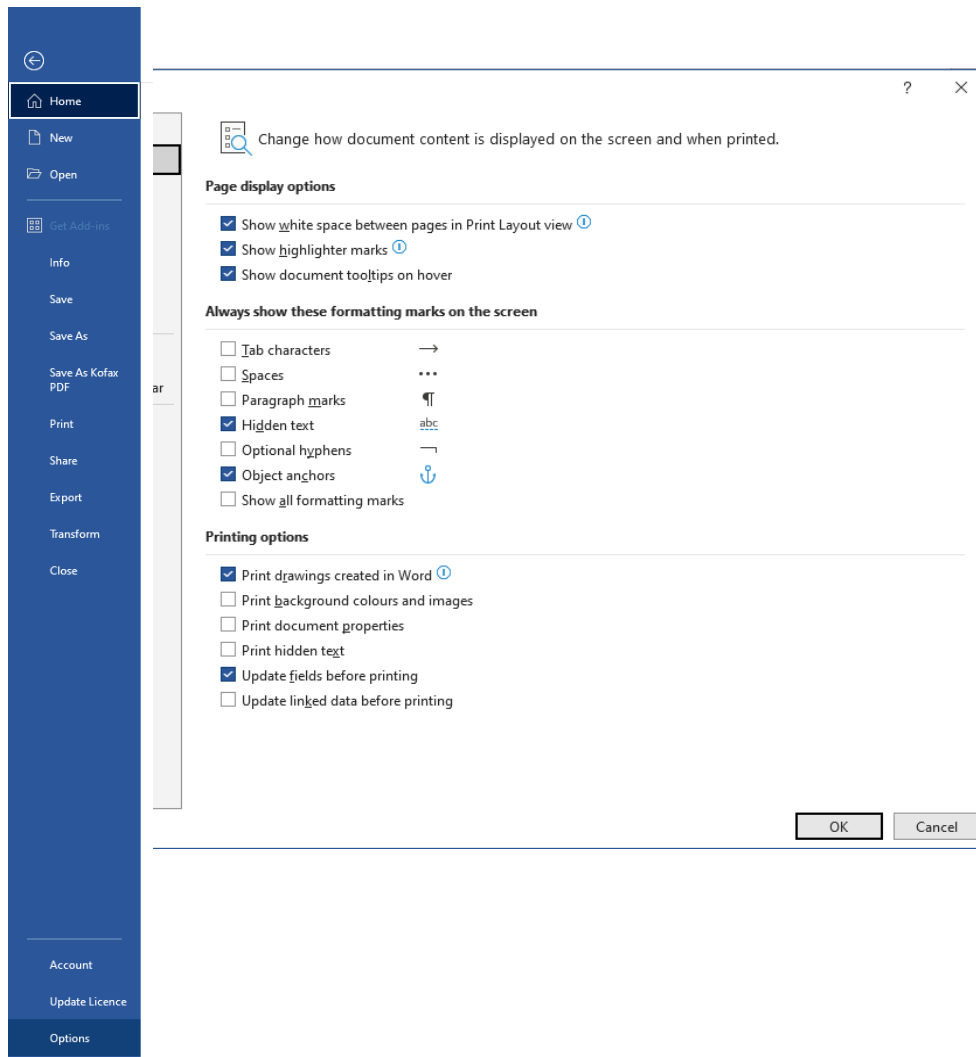 Home
New
Open
Get Add-ins
Info
Save
Save As
Save As Kofax
PDF
Print
Share
Export
Transform
Close
Account
Update Licence
Options
ar
?
Change how document content is displayed on the screen and when printed.
Page display options
Show white space between pages in Print Layout view
Show highlighter marks
Show document tooltips on hover
Always show these formatting marks on the screen
Tab characters →
Spaces •••
Paragraph marks ¶
Hidden text abc
Optional hyphens ¬
Object anchors
Show all formatting marks
Printing options
Print drawings created in Word
Print background colours and images
Print document properties
Print hidden text
Update fields before printing
Update linked data before printing
OK Cancel